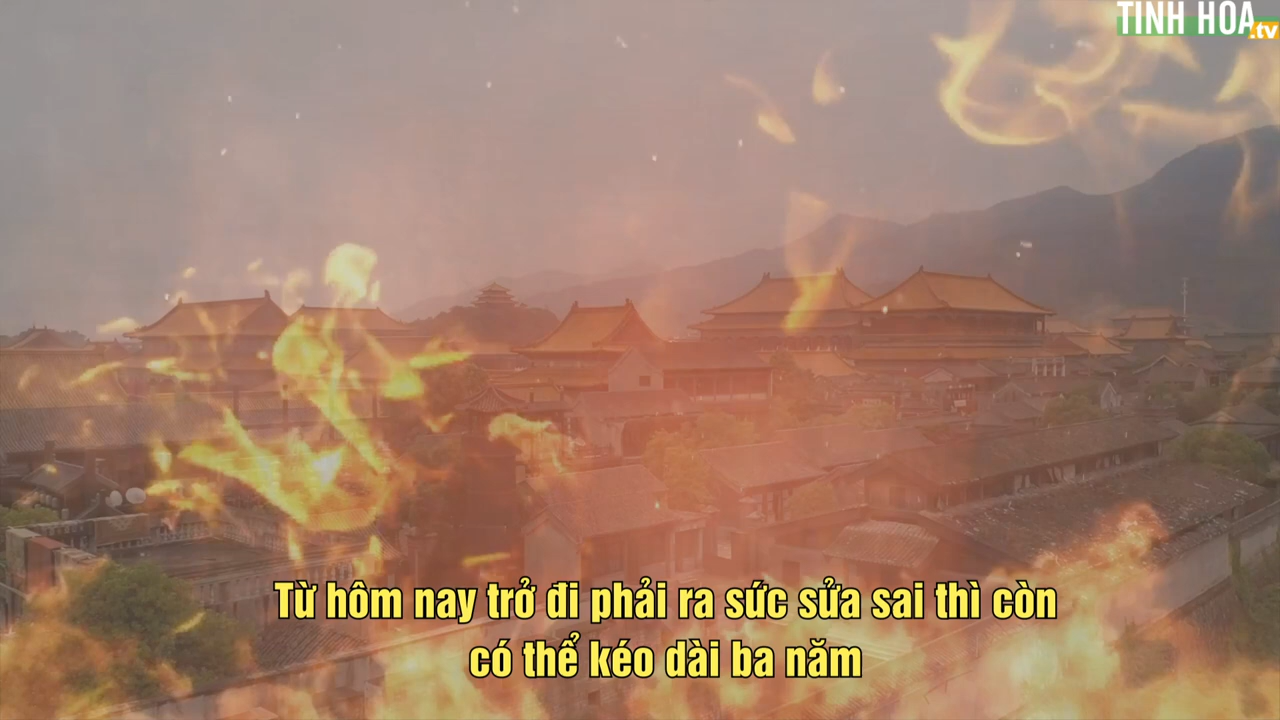 TINH HOA
.tv
Từ hôm nay trở đi phải ra sức sửa sai thì còn
có thể kéo dài ba năm